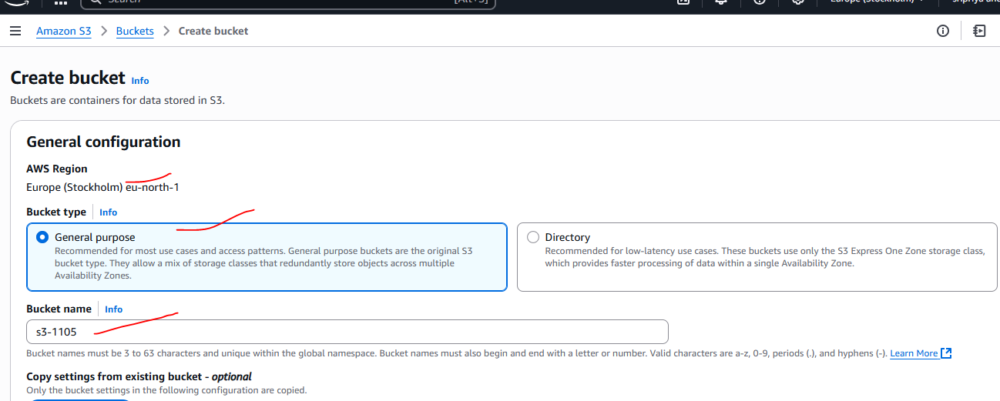 Search [Alt+S] Europe (Stockholm)
Amazon S3 > Buckets > Create bucket
Create bucket Info
Buckets are containers for data stored in S3.
General configuration
AWS Region
Europe (Stockholm) eu-north-1
Bucket type Info
General purpose
Recommended for most use cases and access patterns. General purpose buckets are the original S3
bucket type. They allow a mix of storage classes that redundantly store objects across multiple
Availability Zones.
Directory
Recommended for low-latency use cases. These buckets use only the S3 Express One Zone storage class,
which provides faster processing of data within a single Availability Zone.
Bucket name Info
s3-1105
Bucket names must be 3 to 63 characters and unique within the global namespace. Bucket names must also begin and end with a letter or number. Valid characters are a-z, 0-9, periods (.), and hyphens (-). Learn More
Copy settings from existing bucket - optional
Only the bucket settings in the following configuration are copied.